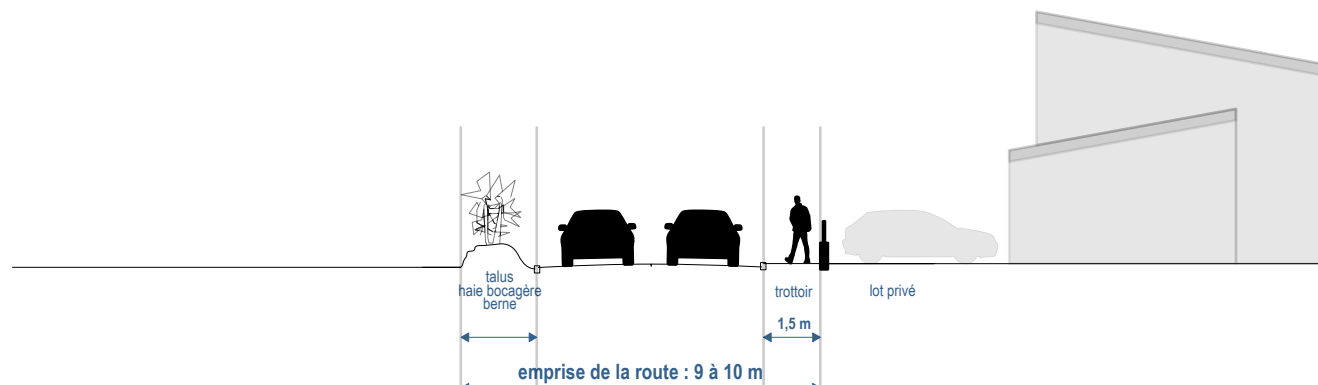 talus
haie bocagère
berne
trottoir
lot privé
1,5 m
emprise de la route : 9 à 10 m